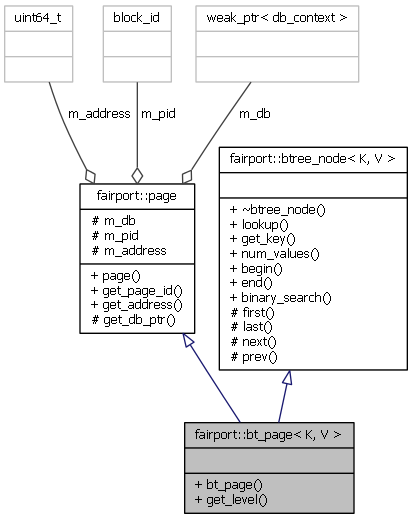 uint64_t
block_id
weak_ptr< db_context >
m_address
m_pid
m_db
fairport::page
# m_db
# m_pid
# m_address
+ page()
+ get_page_id()
+ get_address()
# get_db_ptr()
fairport::btree_node< K, V >
+ ~btree_node()
+ lookup()
+ get_key()
+ num_values()
+ begin()
+ end()
+ binary_search()
# first()
# last()
# next()
# prev()
fairport::bt_page< K, V >
+ bt_page()
+ get_level()